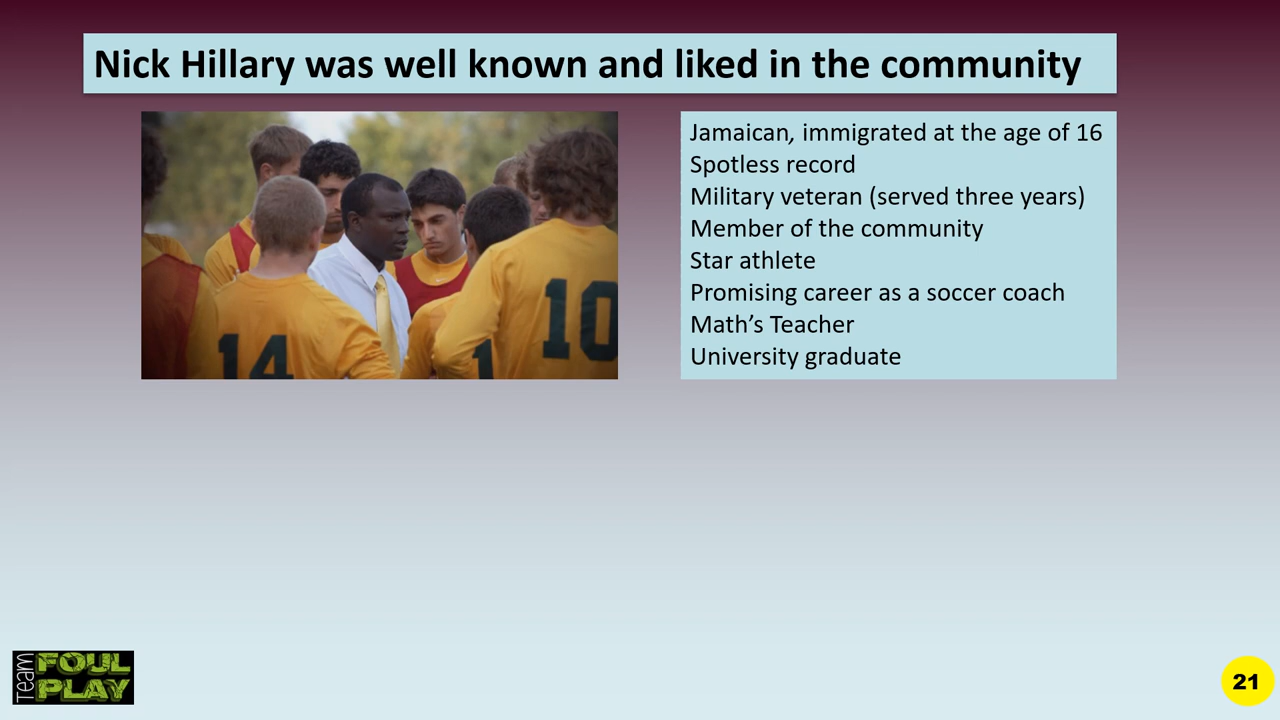 Nick Hillary was well known and liked in the community
Jamaican, immigrated at the age of 16
Spotless record
Military veteran (served three years)
Member of the community
Star athlete
Promising career as a soccer coach
Math’s Teacher
University graduate
14
1
10
Team
FOUL
PLAY
21